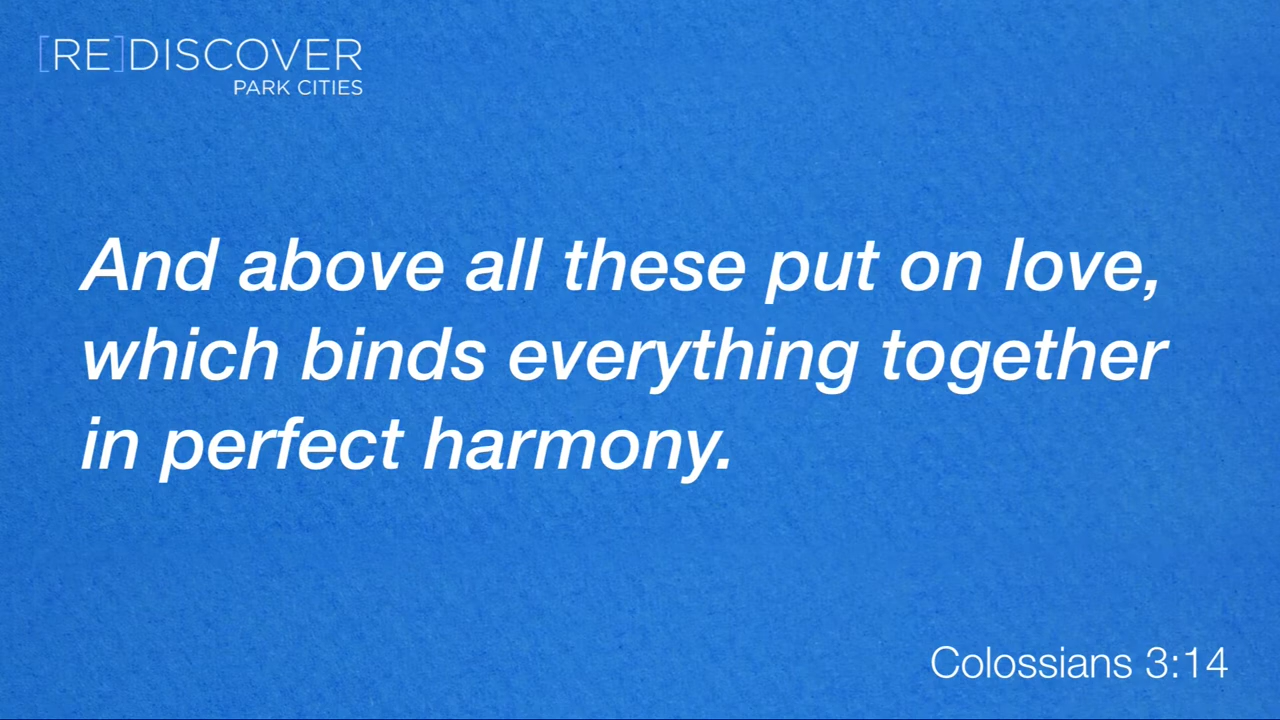 [RE]DISCOVER
PARK CITIES
And above all these put on love,
which binds everything together
in perfect harmony.
Colossians 3:14